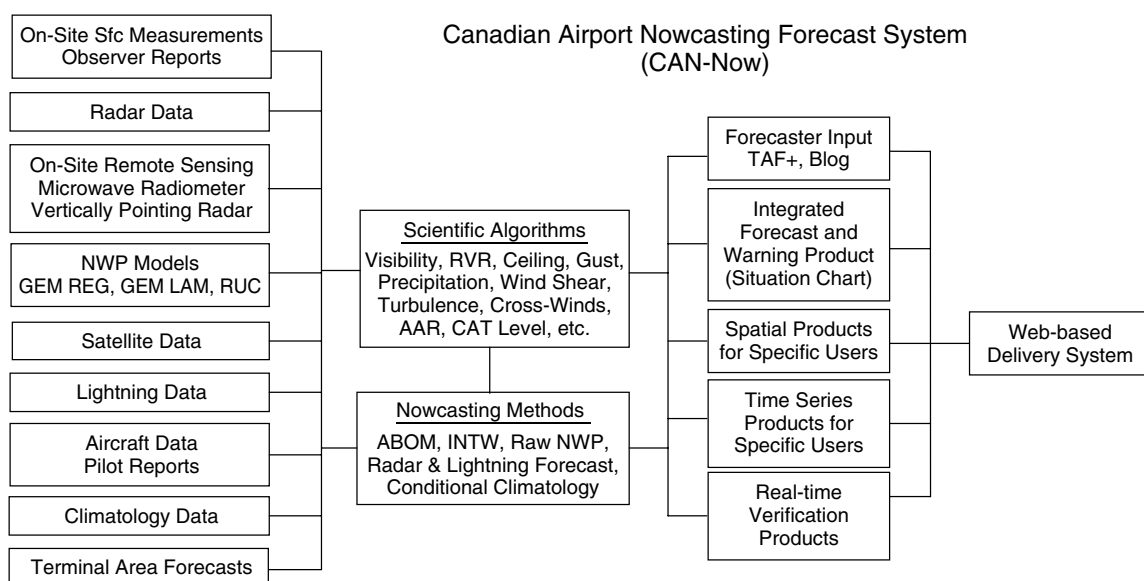 Canadian Airport Nowcasting Forecast System
(CAN-Now)
On-Site Sfc Measurements
Observer Reports
Radar Data
On-Site Remote Sensing
Microwave Radiometer
Vertically Pointing Radar
NWP Models
GEM REG, GEM LAM, RUC
Satellite Data
Lightning Data
Aircraft Data
Pilot Reports
Climatology Data
Terminal Area Forecasts
Scientific Algorithms
Visibility, RVR, Ceiling, Gust,
Precipitation, Wind Shear,
Turbulence, Cross-Winds,
AAR, CAT Level, etc.
Nowcasting Methods
ABOM, INTW, Raw NWP,
Radar & Lightning Forecast,
Conditional Climatology
Forecaster Input
TAF+, Blog
Integrated
Forecast and
Warning Product
(Situation Chart)
Spatial Products
for Specific Users
Time Series
Products for
Specific Users
Real-time
Verification
Products
Web-based
Delivery System